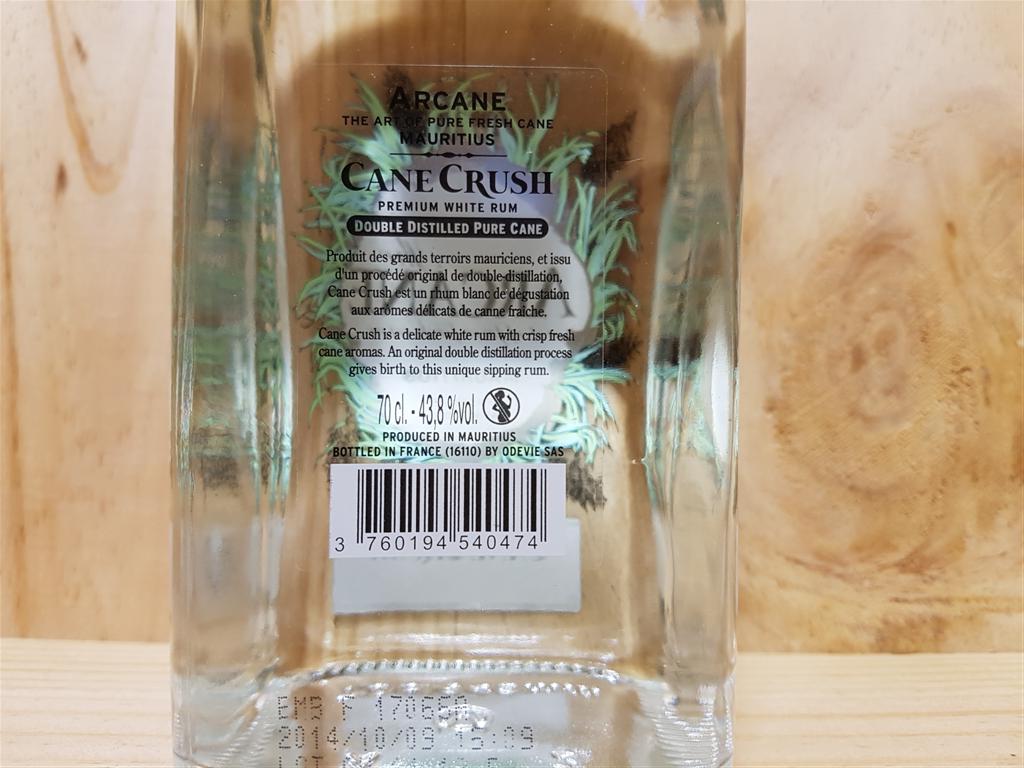 ARCANE
THE ART OF PURE FRESH CANE
MAURITIUS
CANE CRUSH
PREMIUM WHITE RUM
DOUBLE DISTILLED PURE CANE
Produit des grands terroirs mauriciens, et issu
d'un procédé original de double-distillation,
Cane Crush est un rhum blanc de dégustation
aux arômes délicats de canne fraîche.
Cane Crush is a delicate white rum with crisp fresh
cane aromas. An original double distillation process
gives birth to this unique sipping rum.
70 cl. - 43,8 %vol.
PRODUCED IN MAURITIUS
BOTTLED IN FRANCE (16110) BY ODEVIE SAS
3 760194 540474
EMB F
2014/10/09
LOT